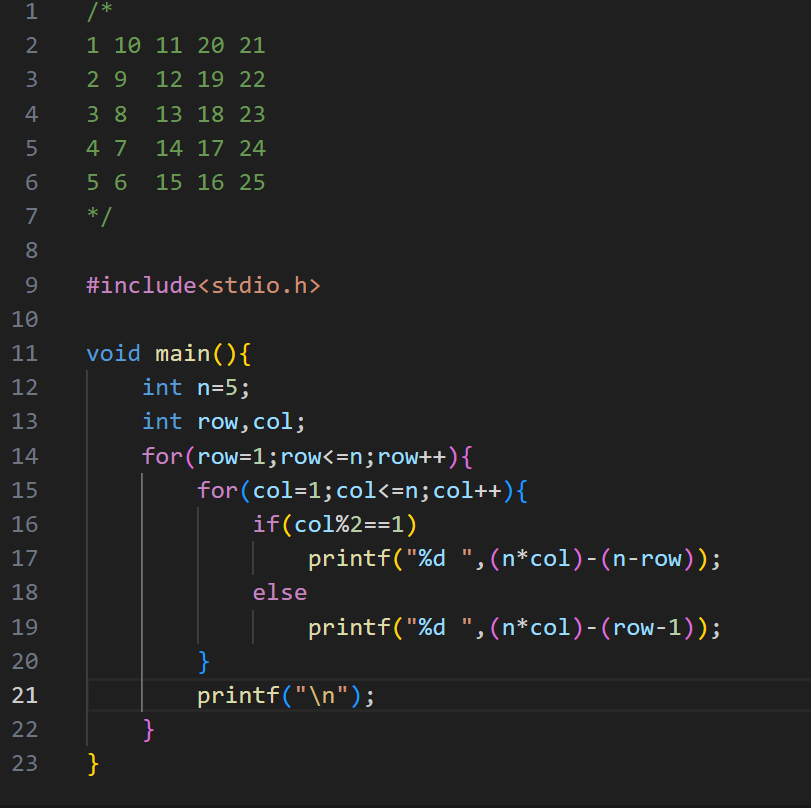 1 /*
2 1 10 11 20 21
3 2 9  12 19 22
4 3 8  13 18 23
5 4 7  14 17 24
6 5 6  15 16 25
7 */
8
9 #include<stdio.h>
10
11 void main(){
12     int n=5;
13     int row,col;
14     for(row=1;row<=n;row++){
15         for(col=1;col<=n;col++){
16             if(col%2==1)
17                 printf("%d ",(n*col)-(n-row));
18             else
19                 printf("%d ",(n*col)-(row-1));
20         }
21         printf("\n");
22     }
23 }